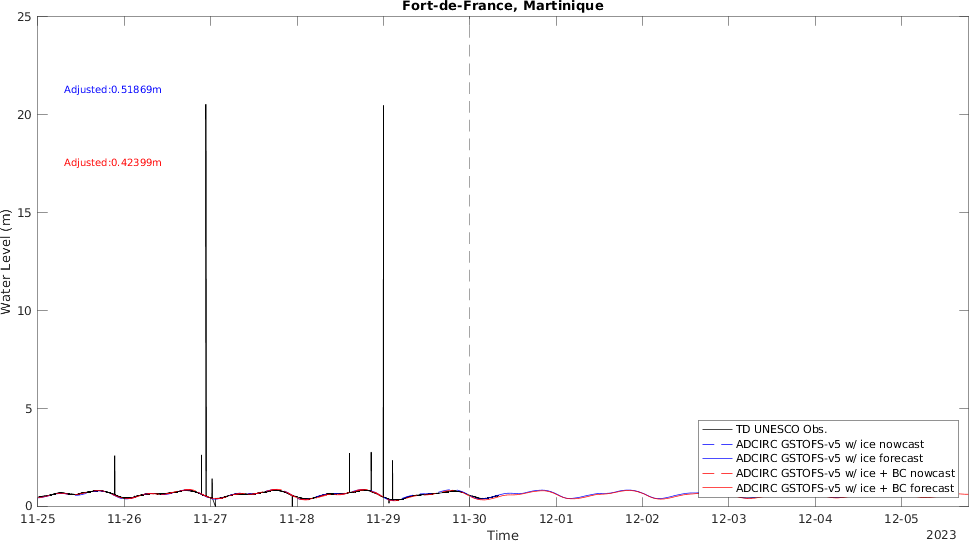 Fort-de-France, Martinique
25
20
15
10
5
0
Water Level (m)
Adjusted:0.51869m
Adjusted:0.42399m
TD UNESCO Obs.
ADCIRC GSTOFS-v5 w/ ice nowcast
ADCIRC GSTOFS-v5 w/ ice forecast
ADCIRC GSTOFS-v5 w/ ice + BC nowcast
ADCIRC GSTOFS-v5 w/ ice + BC forecast
11-25 11-26 11-27 11-28 11-29 11-30 12-01 12-02 12-03 12-04 12-05
Time
2023